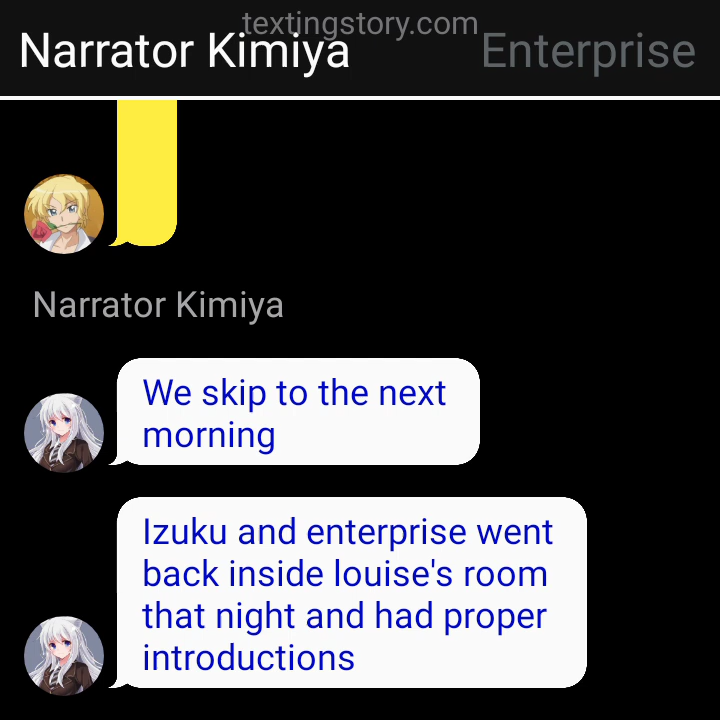 textingstory.com
Narrator Kimiya Enterprise
Narrator Kimiya
We skip to the next
morning
Izuku and enterprise went
back inside louise's room
that night and had proper
introductions